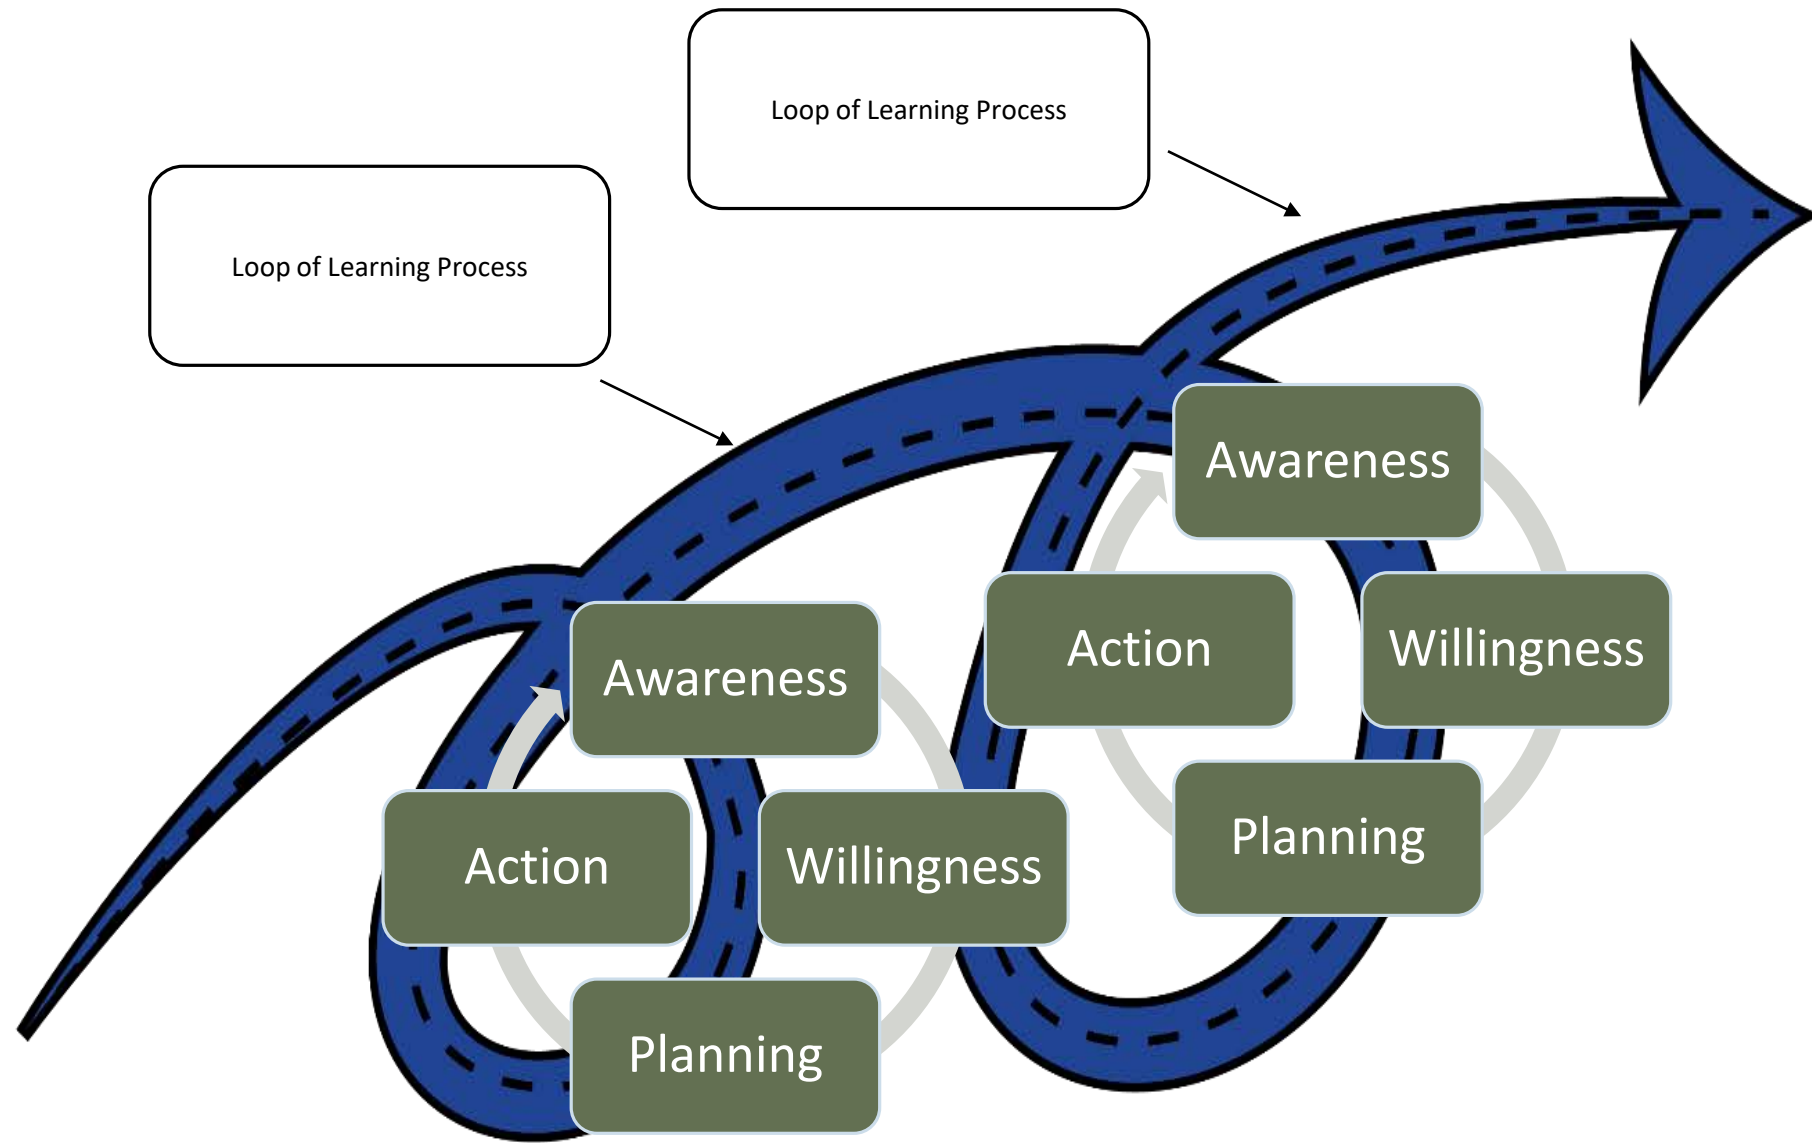 Loop of Learning Process
Loop of Learning Process
Awareness
Action
Willingness
Planning
Awareness
Action
Willingness
Planning